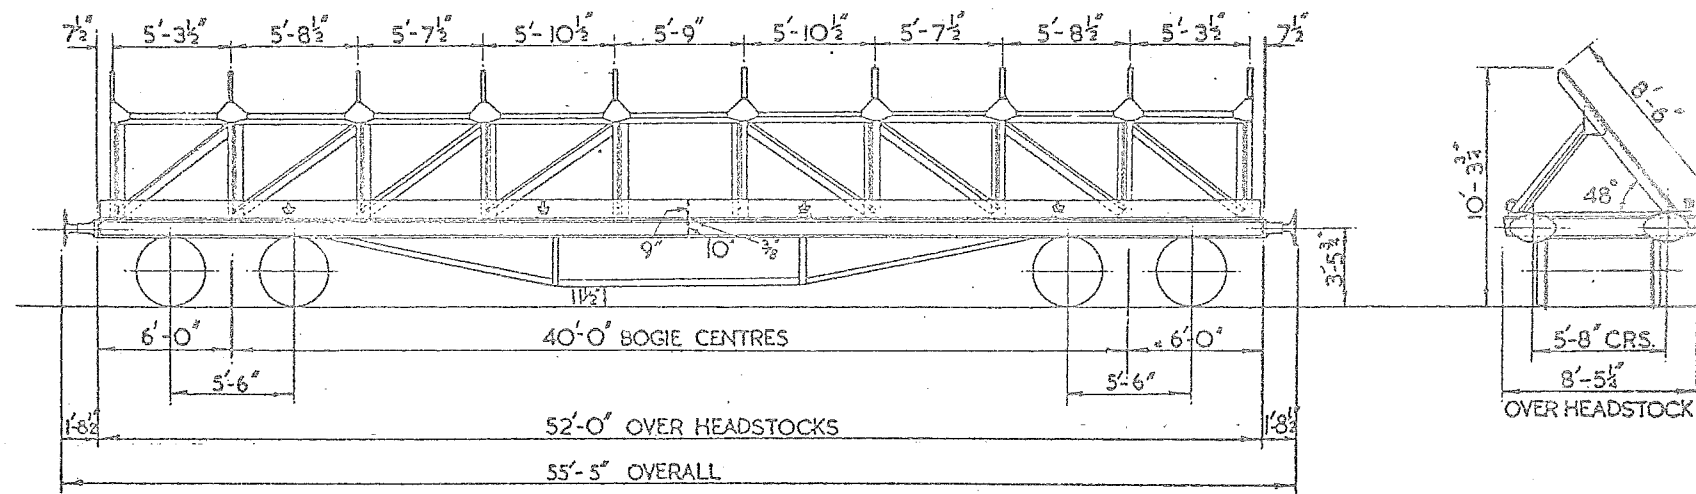 7½" 5'-3½" 5'-8½" 5'-7½" 5'-10½" 5'-9" 5'-10½" 5'-7½" 5'-8½" 5'-3½" 7½"
8'-6"
10'-3¾"
48°
9" 10" ⅜"
3'-5¾"
11½"
6'-0" 40'-0" BOGIE CENTRES 6'-0"
5'-8" CRS.
5'-6" 5'-6"
8'-5¼"
OVER HEADSTOCK
1'-8½" 52'-0" OVER HEADSTOCKS 1'-8½"
55'-5" OVERALL